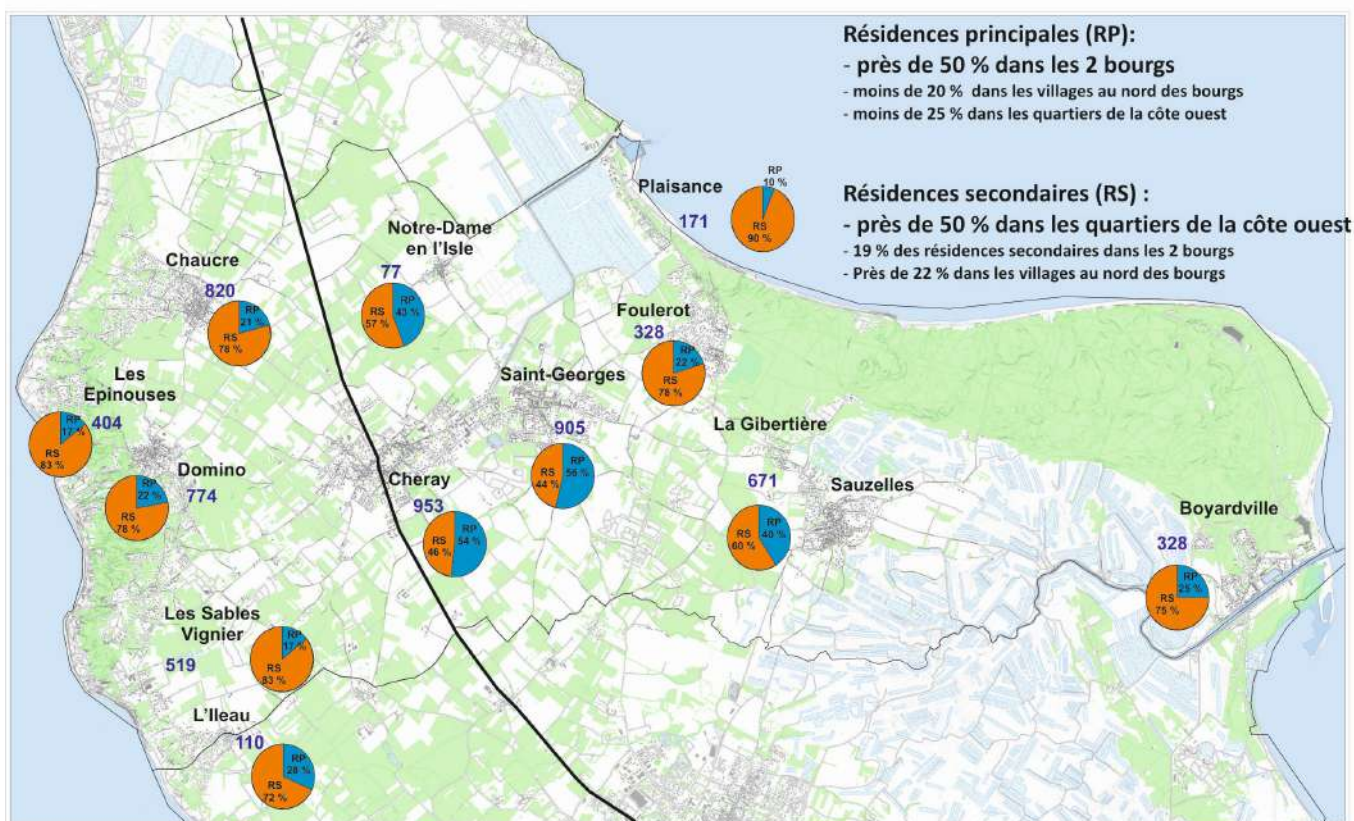 Résidences principales (RP):
- près de 50 % dans les 2 bourgs
- moins de 20 % dans les villages au nord des bourgs
- moins de 25 % dans les quartiers de la côte ouest
Résidences secondaires (RS) :
- près de 50 % dans les quartiers de la côte ouest
- 19 % des résidences secondaires dans les 2 bourgs
- Près de 22 % dans les villages au nord des bourgs
Plaisance
171
RP
10 %
RS
90 %
Notre-Dame
en l'Isle
77
RP
43 %
RS
57 %
Chaucre
820
RP
21 %
RS
78 %
Foulerot
328
RP
22 %
RS
78 %
Les
Epinouses
404
RP
17 %
RS
83 %
Saint-Georges
905
RP
56 %
RS
44 %
Domino
774
RP
22 %
RS
78 %
Cheray
953
RP
54 %
RS
46 %
La Gibertière
671
Sauzelles
RP
40 %
RS
60 %
Boyardville
328
RP
25 %
RS
75 %
Les Sables
Vignier
519
RP
17 %
RS
83 %
L'Ileau
110
RP
28 %
RS
72 %